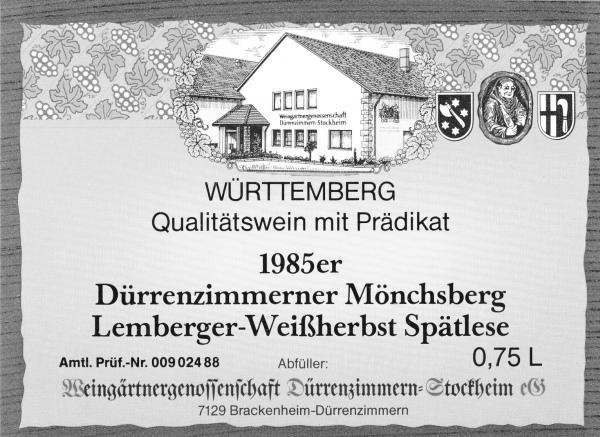 Weingärtnergenossenschaft
Dürrenzimmern-Stockheim
WÜRTTEMBERG
Qualitätswein mit Prädikat
1985er
Dürrenzimmerner Mönchsberg
Lemberger-Weißherbst Spätlese
Amtl. Prüf.-Nr. 009 024 88
Abfüller:
0,75 L
Weingärtnergenossenschaft Dürrenzimmern-Stockheim eG
7129 Brackenheim-Dürrenzimmern